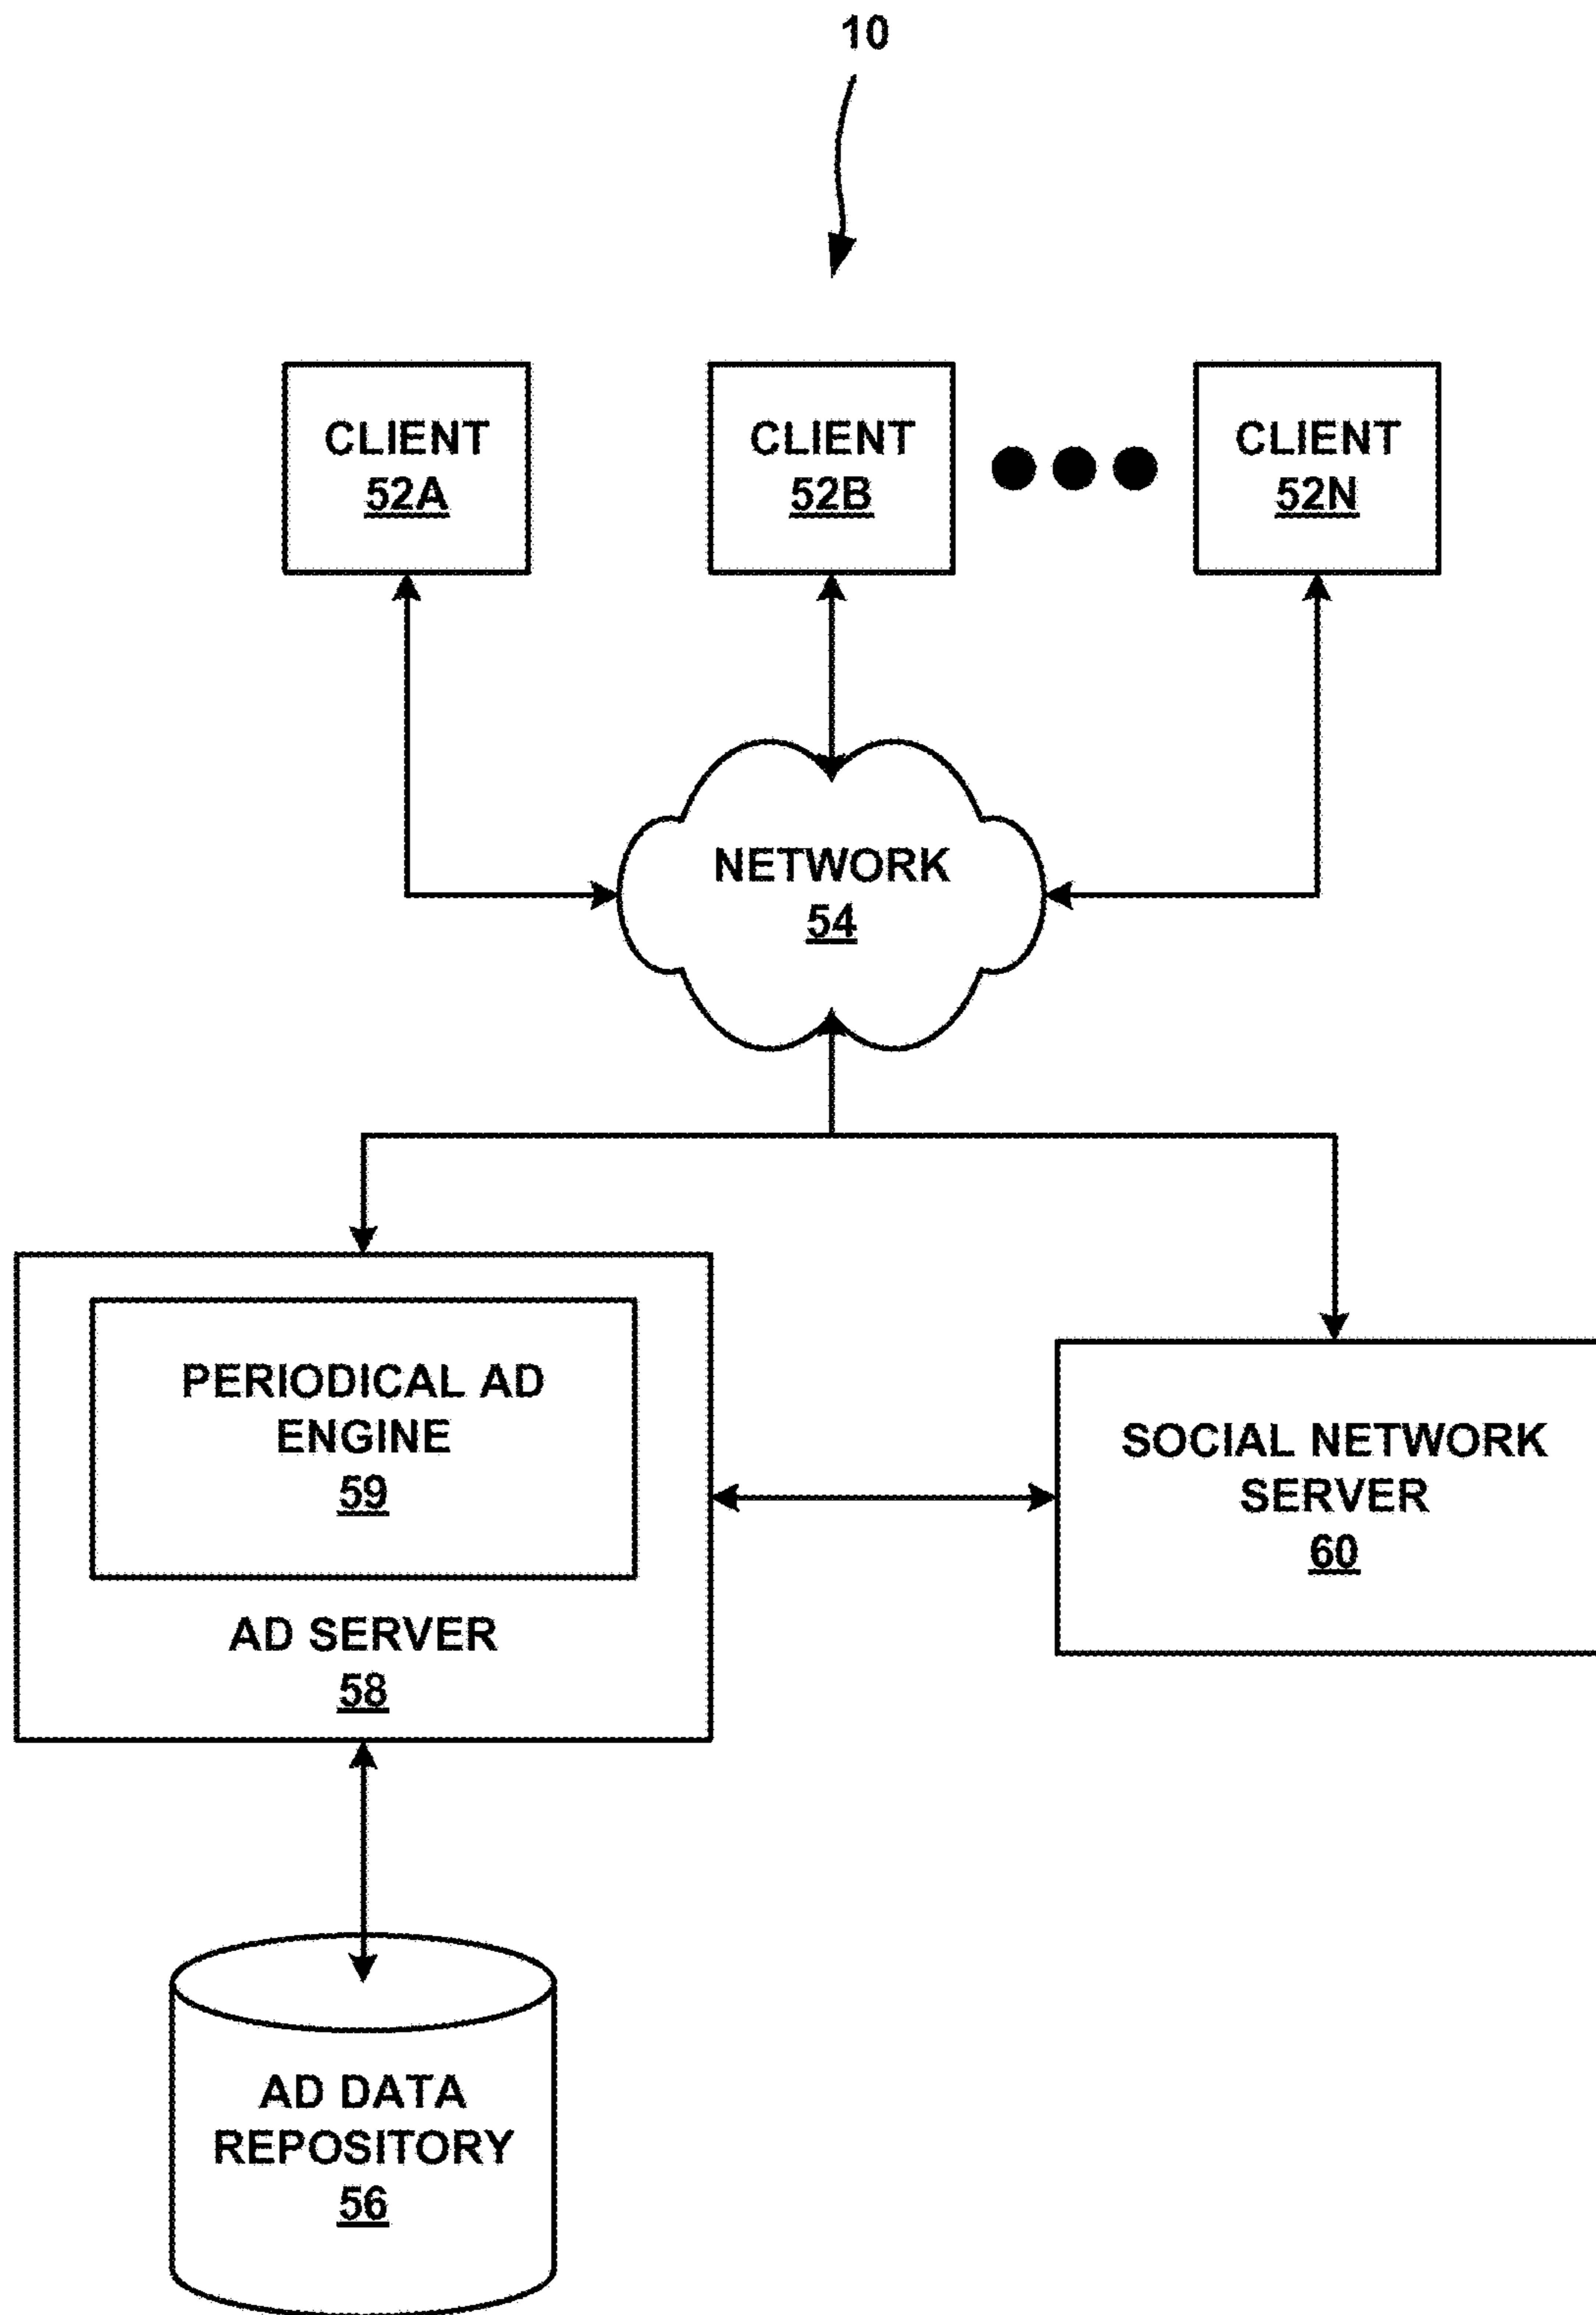 10
CLIENT
52A
CLIENT
52B
CLIENT
52N
NETWORK
54
PERIODICAL AD
ENGINE
59
AD SERVER
58
SOCIAL NETWORK
SERVER
60
AD DATA
REPOSITORY
56